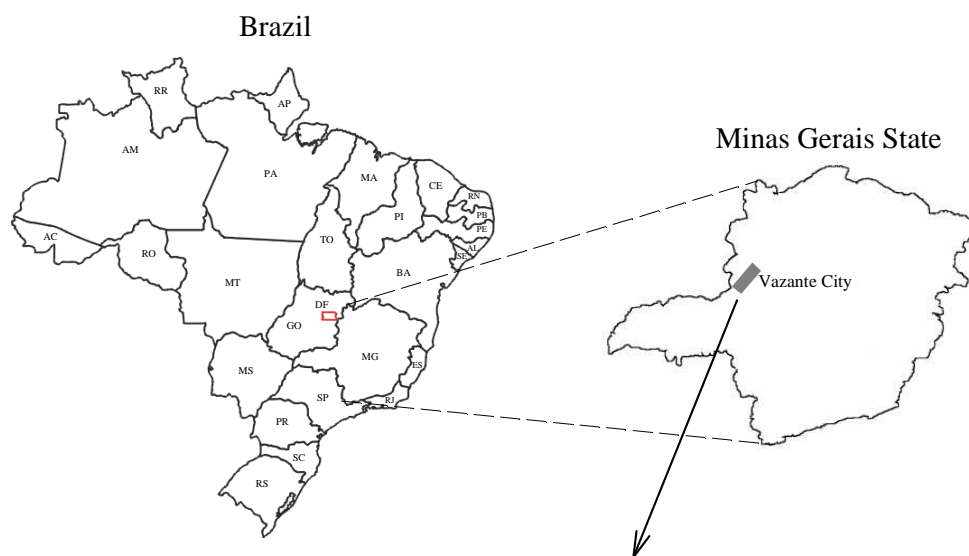 Brazil
Minas Gerais State
RR
AP
AM
PA
MA
CE
RN
PI
PB
PE
AC
TO
AL
SE
RO
BA
MT
Vazante City
DF
GO
MG
ES
MS
SP
RJ
PR
SC
RS